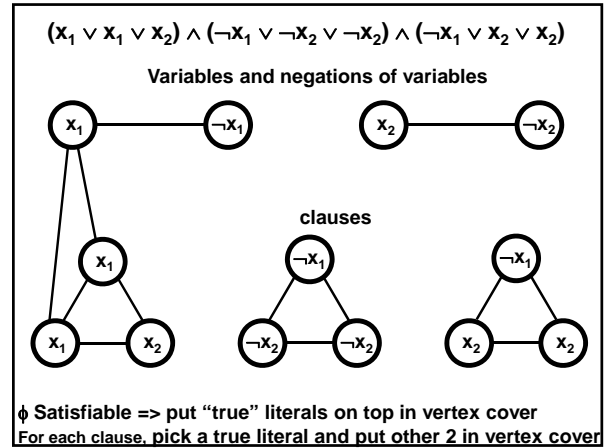 (x₁ ∨ x₁ ∨ x₂) ∧ (¬x₁ ∨ ¬x₂ ∨ ¬x₂) ∧ (¬x₁ ∨ x₂ ∨ x₂)
Variables and negations of variables
x₁ ¬x₁ x₂ ¬x₂
clauses
x₁ ¬x₁ ¬x₁
x₁ x₂ ¬x₂ ¬x₂ x₂ x₂
ϕ Satisfiable => put “true” literals on top in vertex cover
For each clause, pick a true literal and put other 2 in vertex cover